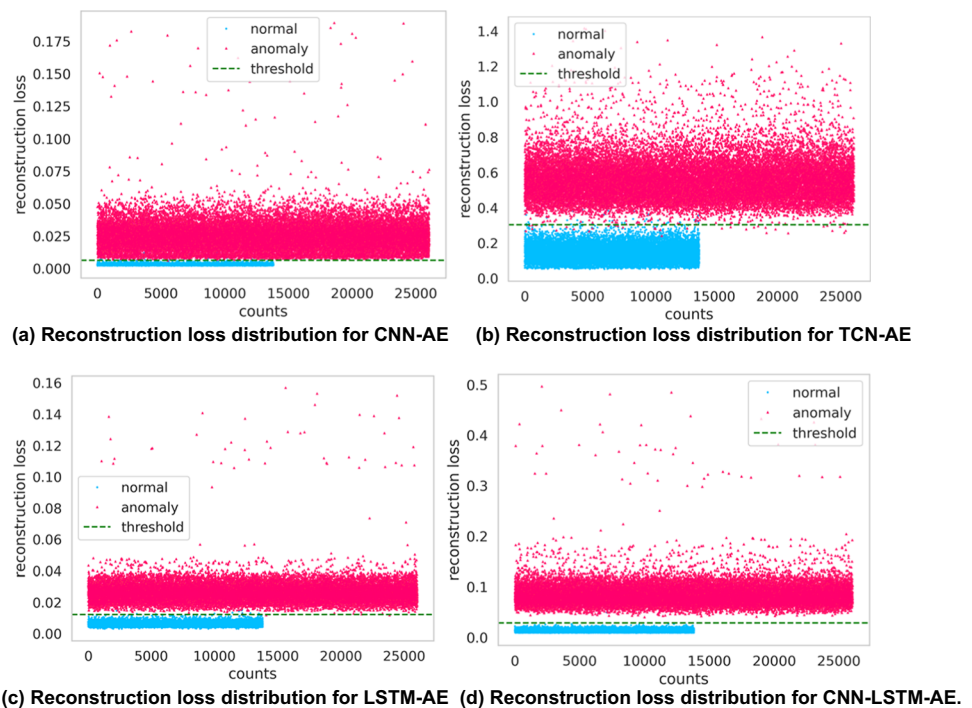 0.175
0.150
0.125
0.100
0.075
0.050
0.025
0.000
reconstruction loss
normal
anomaly
threshold
0 5000 10000 15000 20000 25000
counts
(a) Reconstruction loss distribution for CNN-AE
1.4
1.2
1.0
0.8
0.6
0.4
0.2
0.0
reconstruction loss
normal
anomaly
threshold
0 5000 10000 15000 20000 25000
counts
(b) Reconstruction loss distribution for TCN-AE
0.16
0.14
0.12
0.10
0.08
0.06
0.04
0.02
0.00
reconstruction loss
normal
anomaly
threshold
0 5000 10000 15000 20000 25000
counts
(c) Reconstruction loss distribution for LSTM-AE
0.5
0.4
0.3
0.2
0.1
0.0
reconstruction loss
normal
anomaly
threshold
0 5000 10000 15000 20000 25000
counts
(d) Reconstruction loss distribution for CNN-LSTM-AE.